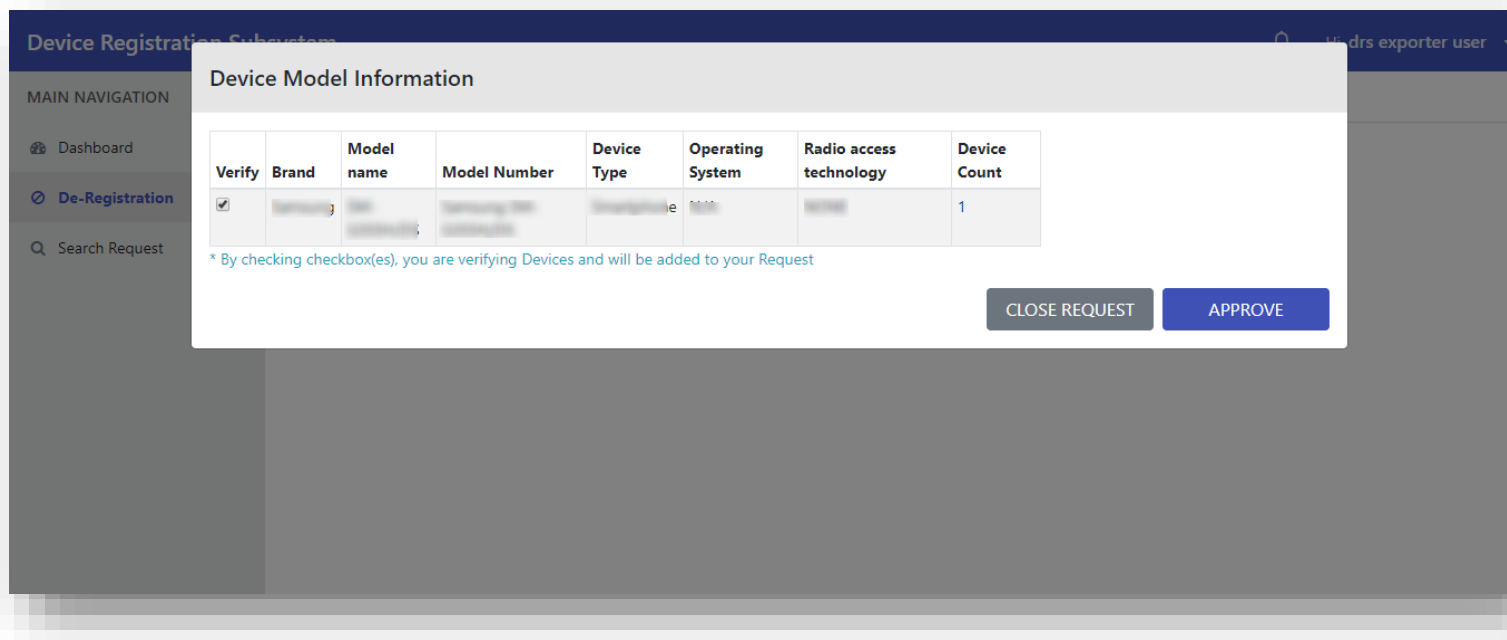 Device Registration Subsystem
Hi, drs exporter user
Device Model Information
MAIN NAVIGATION
Dashboard
De-Registration
Search Request
Verify Brand Model name Model Number Device Type Operating System Radio access technology Device Count
1
* By checking checkbox(es), you are verifying Devices and will be added to your Request
CLOSE REQUEST APPROVE